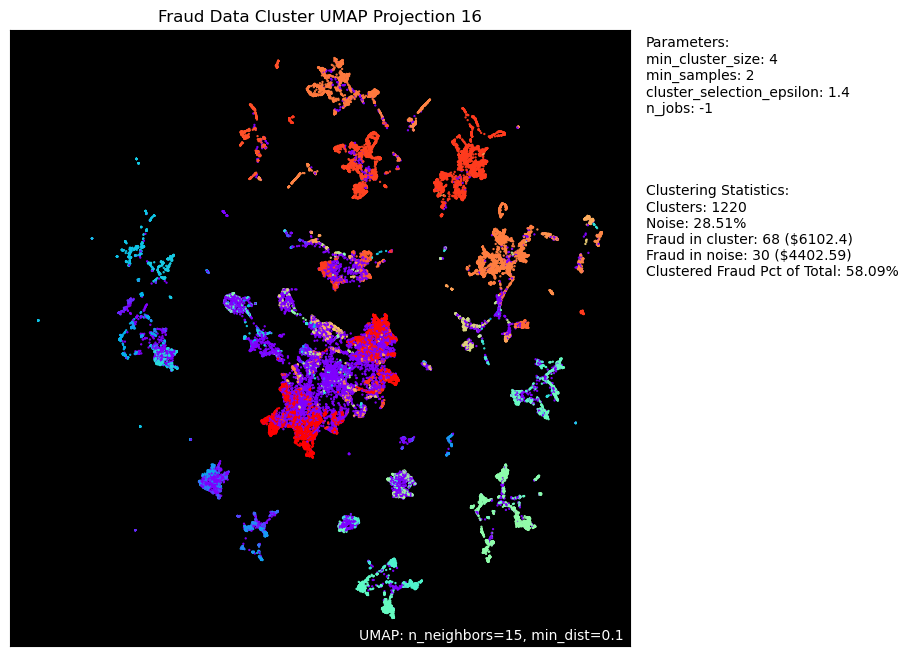 Fraud Data Cluster UMAP Projection 16
Parameters:
min_cluster_size: 4
min_samples: 2
cluster_selection_epsilon: 1.4
n_jobs: -1
Clustering Statistics:
Clusters: 1220
Noise: 28.51%
Fraud in cluster: 68 ($6102.4)
Fraud in noise: 30 ($4402.59)
Clustered Fraud Pct of Total: 58.09%
UMAP: n_neighbors=15, min_dist=0.1